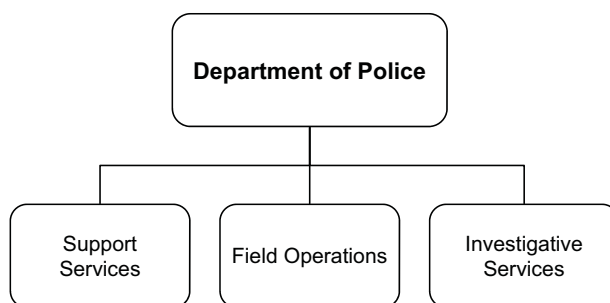 Department of Police
Support
Services
Field Operations
Investigative
Services